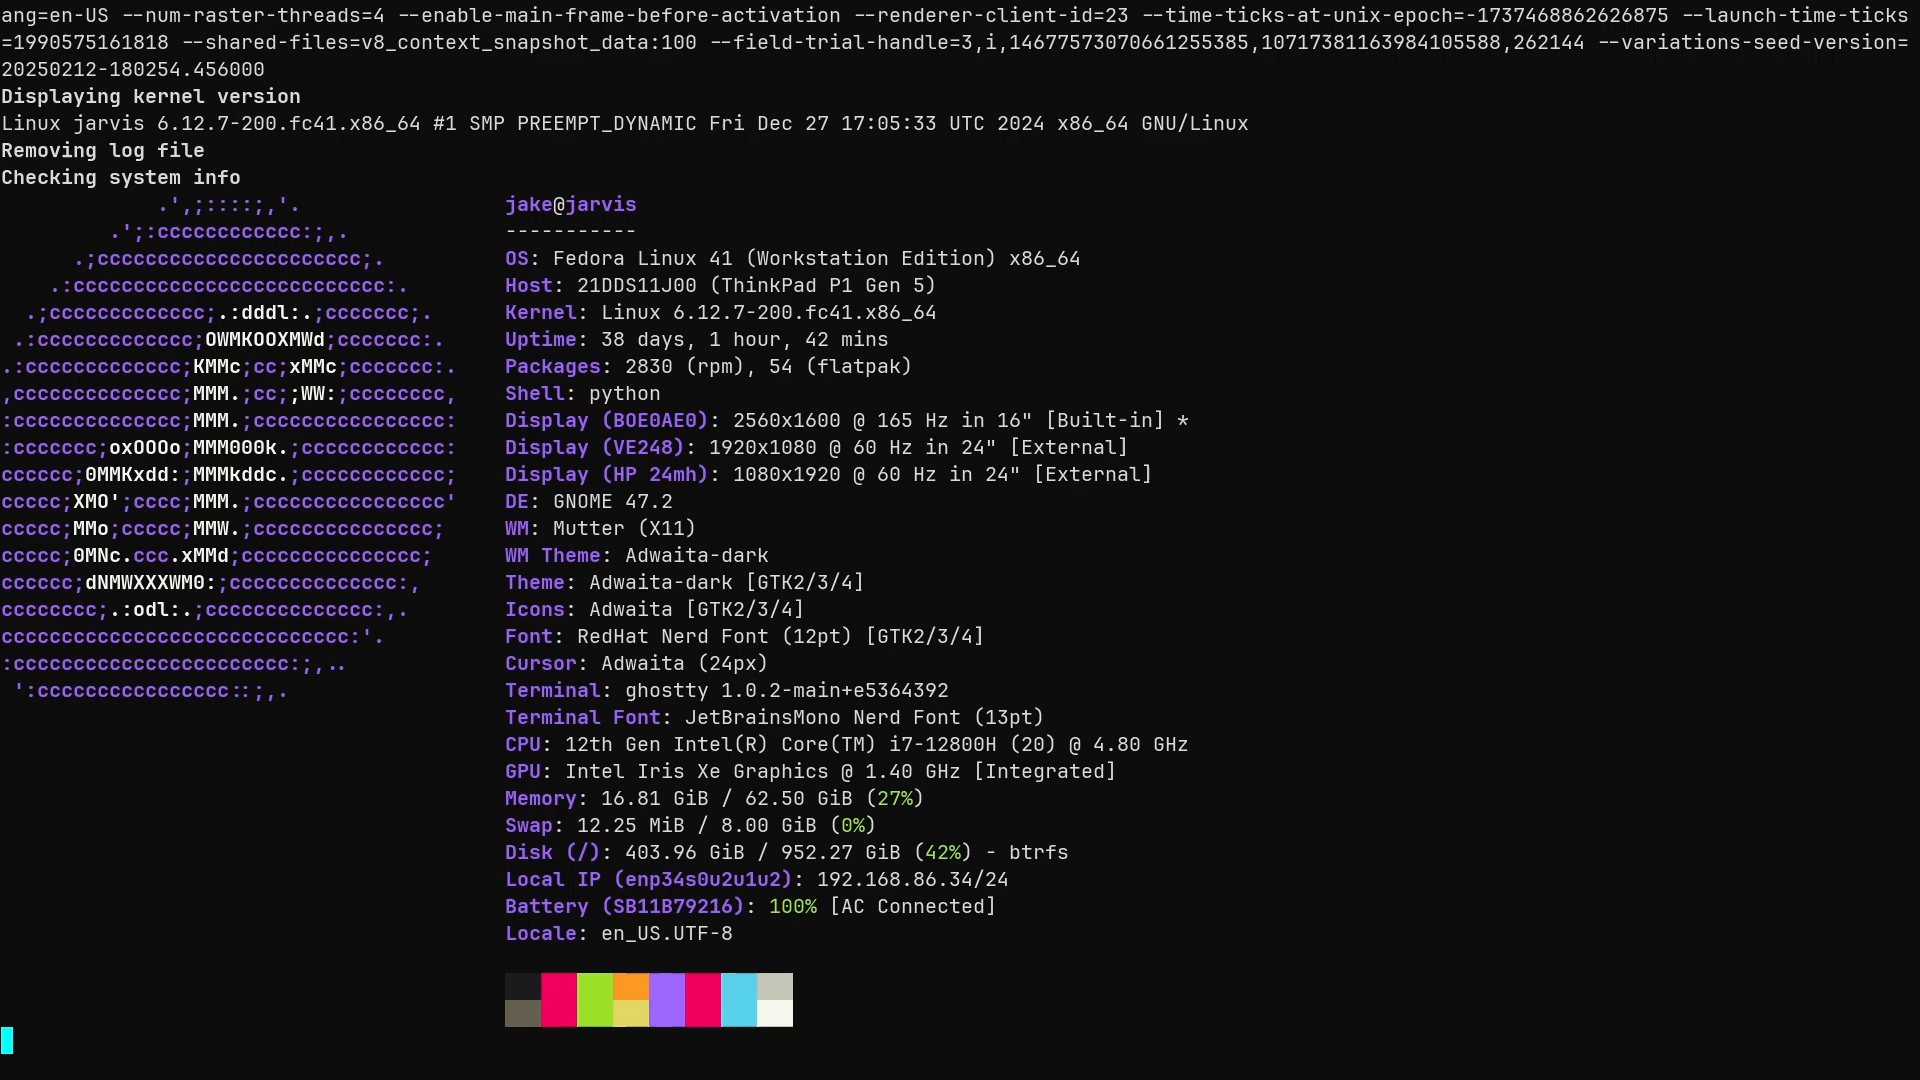 ang=en-US --num-raster-threads=4 --enable-main-frame-before-activation --renderer-client-id=23 --time-ticks-at-unix-epoch=-1737468862626875 --launch-time-ticks
=1990575161818 --shared-files=v8_context_snapshot_data:100 --field-trial-handle=3,i,14677573070661255385,10717381163984105588,262144 --variations-seed-version=
20250212-180254.456000
Displaying kernel version
Linux jarvis 6.12.7-200.fc41.x86_64 #1 SMP PREEMPT_DYNAMIC Fri Dec 27 17:05:33 UTC 2024 x86_64 GNU/Linux
Removing log file
Checking system info
             .',;::::;,'.                 jake@jarvis
         .';:cccccccccccc:;,.             -----------
      .;cccccccccccccccccccccc;.          OS: Fedora Linux 41 (Workstation Edition) x86_64
    .:cccccccccccccccccccccccccc:.        Host: 21DDS11J00 (ThinkPad P1 Gen 5)
  .;ccccccccccccc;.:dddl:.;ccccccc;.      Kernel: Linux 6.12.7-200.fc41.x86_64
 .:ccccccccccccc;OWMKOOXMWd;ccccccc:.     Uptime: 38 days, 1 hour, 42 mins
.:ccccccccccccc;KMMc;cc;xMMc;ccccccc:.    Packages: 2830 (rpm), 54 (flatpak)
,cccccccccccccc;MMM.;cc;;WW:;cccccccc,    Shell: python
:cccccccccccccc;MMM.;cccccccccccccccc:    Display (BOE0AE0): 2560x1600 @ 165 Hz in 16" [Built-in] *
:ccccccc;oxOOOo;MMM000k.;cccccccccccc:    Display (VE248): 1920x1080 @ 60 Hz in 24" [External]
cccccc;0MMKxdd:;MMMkddc.;cccccccccccc;    Display (HP 24mh): 1080x1920 @ 60 Hz in 24" [External]
ccccc;XMO';cccc;MMM.;cccccccccccccccc'    DE: GNOME 47.2
ccccc;MMo;ccccc;MMW.;ccccccccccccccc;     WM: Mutter (X11)
ccccc;0MNc.ccc.xMMd;ccccccccccccccc;      WM Theme: Adwaita-dark
cccccc;dNMWXXXWM0:;cccccccccccccc:,       Theme: Adwaita-dark [GTK2/3/4]
cccccccc;.:odl:.;cccccccccccccc:,.        Icons: Adwaita [GTK2/3/4]
ccccccccccccccccccccccccccccc:'.          Font: RedHat Nerd Font (12pt) [GTK2/3/4]
:ccccccccccccccccccccccc:;,..             Cursor: Adwaita (24px)
 ':cccccccccccccccc::;,.                  Terminal: ghostty 1.0.2-main+e5364392
Terminal Font: JetBrainsMono Nerd Font (13pt)
CPU: 12th Gen Intel(R) Core(TM) i7-12800H (20) @ 4.80 GHz
GPU: Intel Iris Xe Graphics @ 1.40 GHz [Integrated]
Memory: 16.81 GiB / 62.50 GiB (27%)
Swap: 12.25 MiB / 8.00 GiB (0%)
Disk (/): 403.96 GiB / 952.27 GiB (42%) - btrfs
Local IP (enp34s0u2u1u2): 192.168.86.34/24
Battery (SB11B79216): 100% [AC Connected]
Locale: en_US.UTF-8